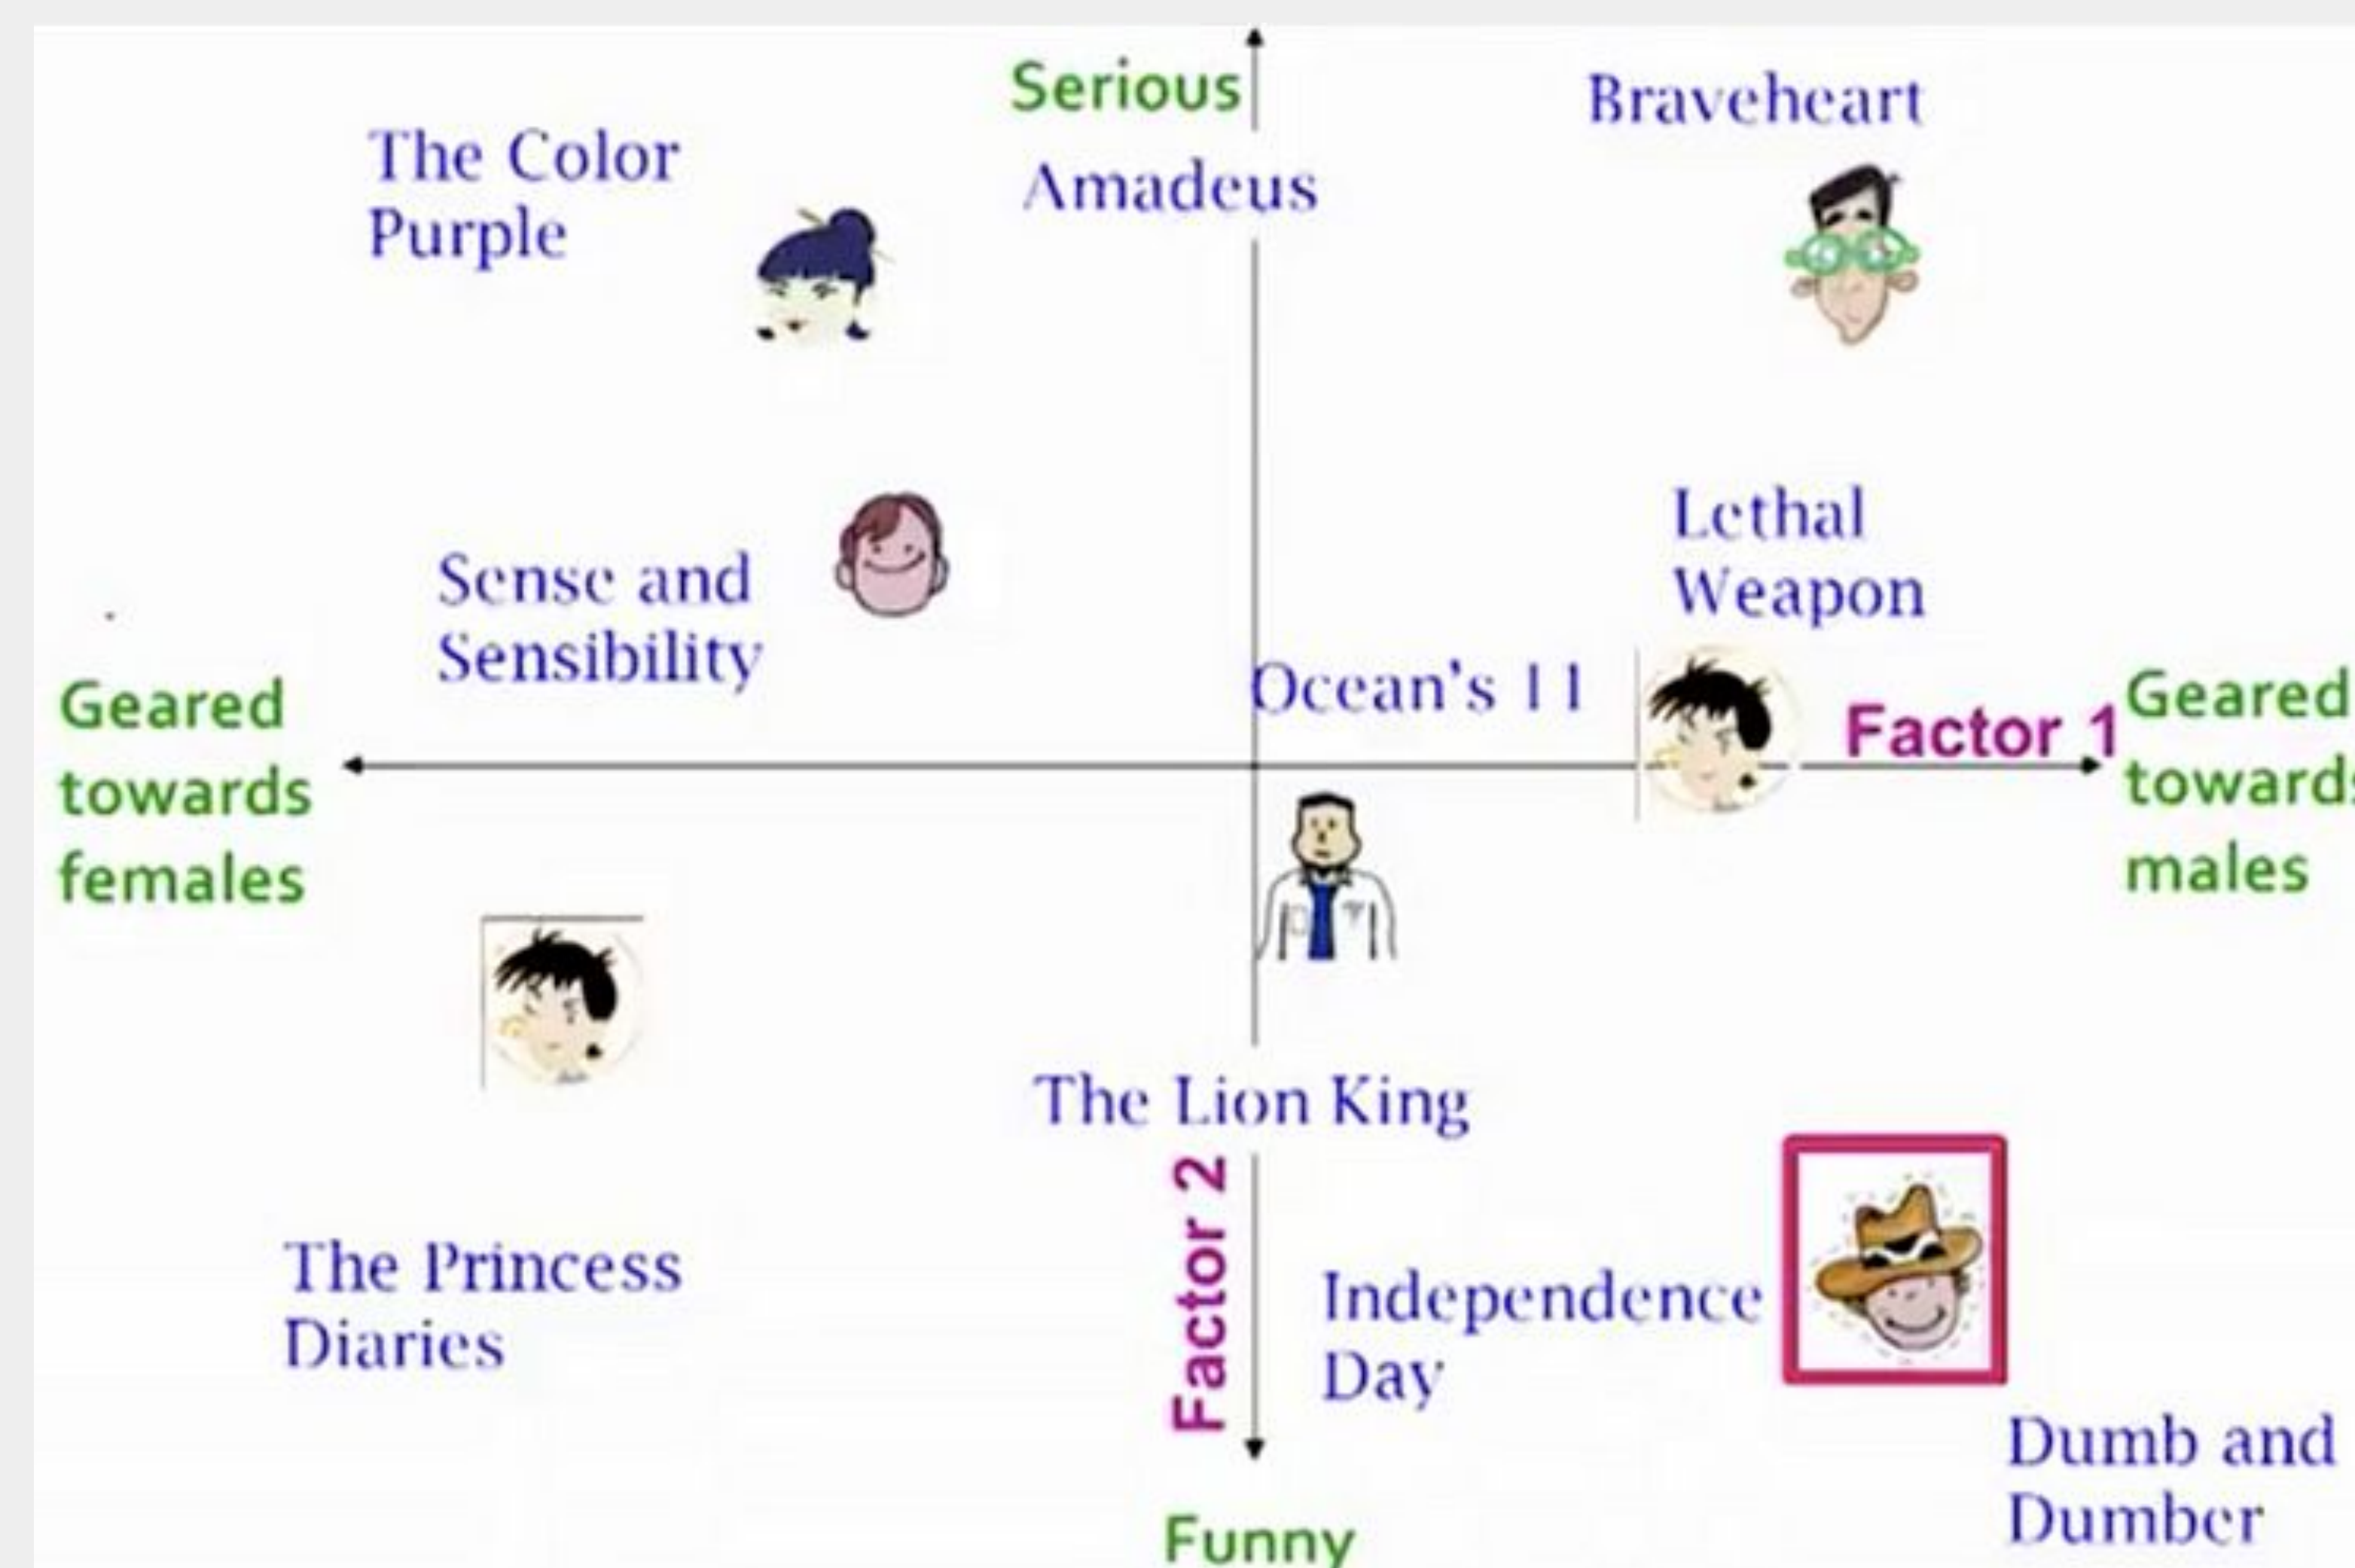 Serious
Braveheart
The Color
Purple
Amadeus
Lethal
Weapon
Sense and
Sensibility
Ocean's 11
Geared
towards
females
Factor 1
Geared
towards
males
The Lion King
Factor 2
The Princess
Diaries
Independence
Day
Dumb and
Dumber
Funny